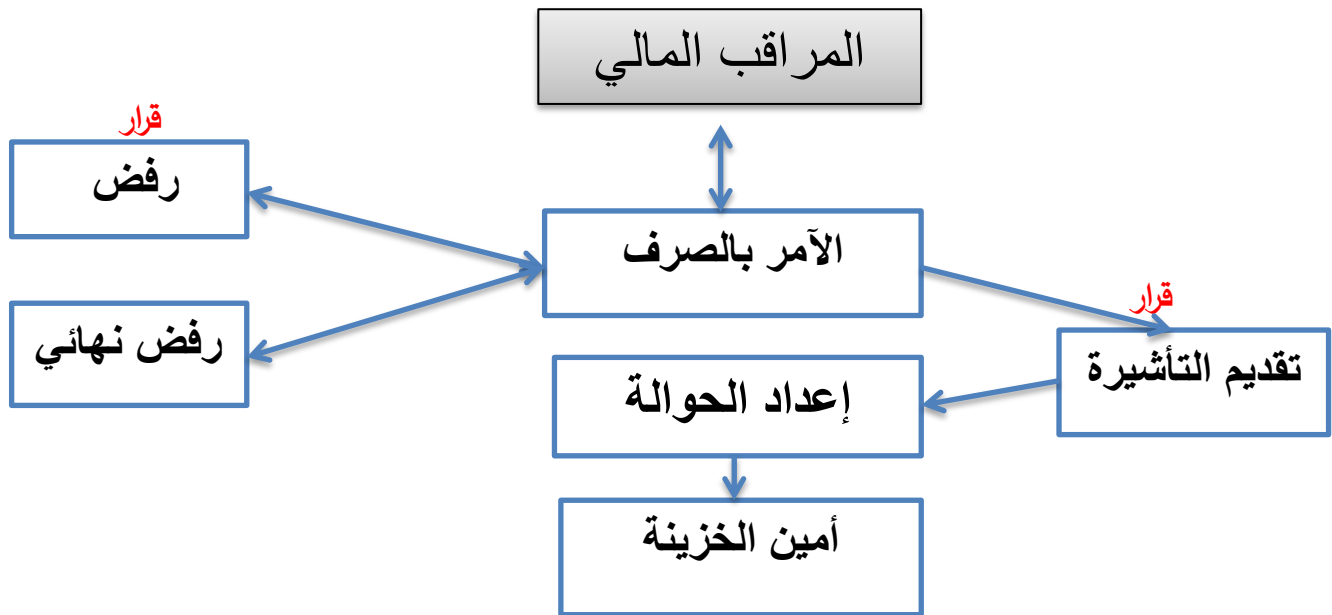 المراقب المالي
قرار
رفض
الآمر بالصرف
قرار
رفض نهائي
تقديم التأشيرة
إعداد الحوالة
أمين الخزينة